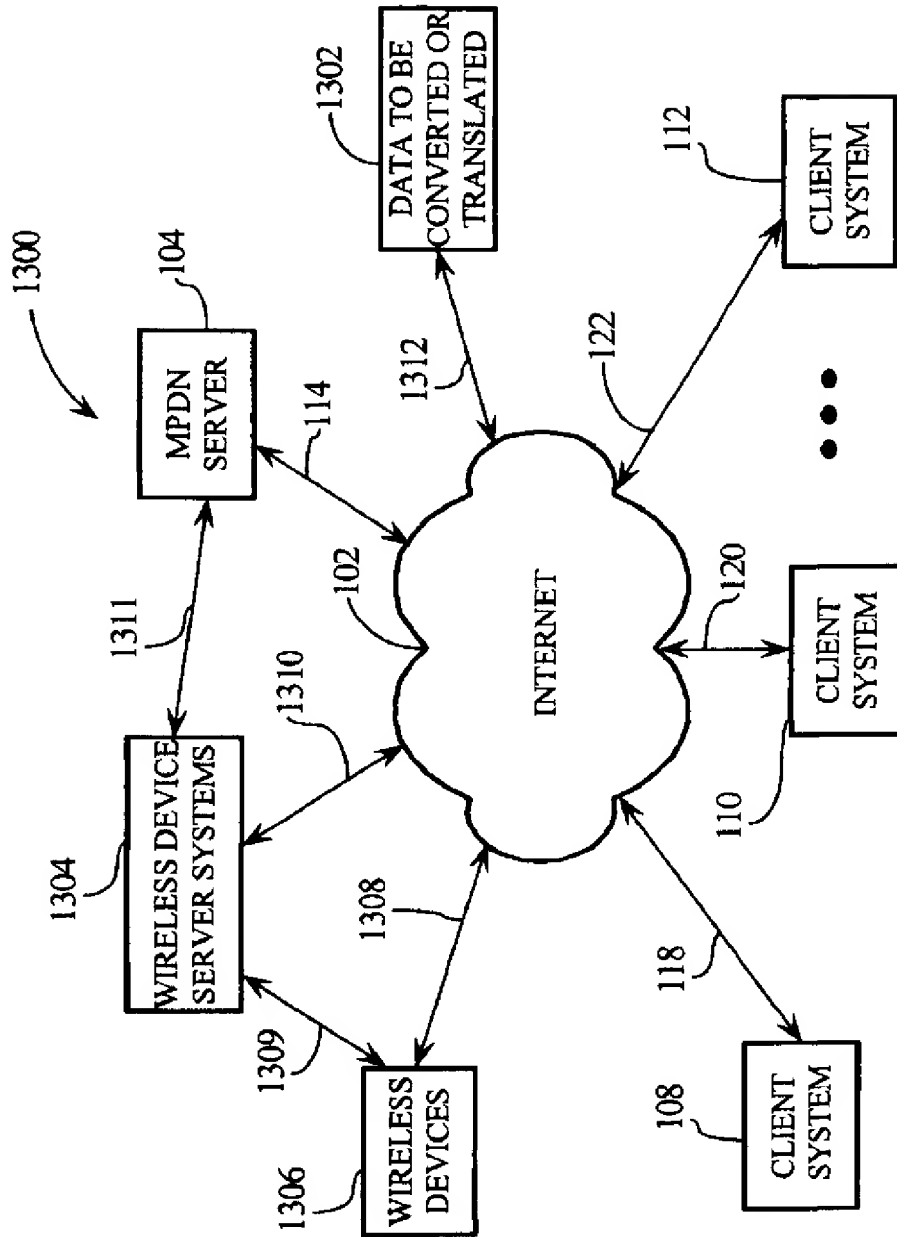 1300
104
MPDN
SERVER
1304
WIRELESS DEVICE
SERVER SYSTEMS
1311
114
1302
DATA TO BE
CONVERTED OR
TRANSLATED
1310
102
1312
1309
1306
WIRELESS
DEVICES
1308
INTERNET
122
112
CLIENT
SYSTEM
118
120
108
CLIENT
SYSTEM
110
CLIENT
SYSTEM